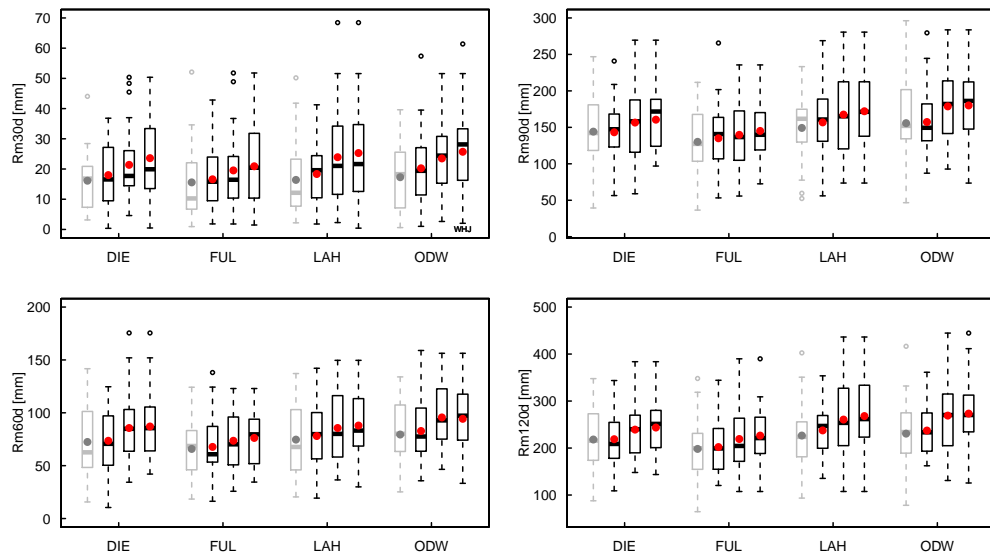 Rm30d [mm]
70
60
50
40
30
20
10
0
DIE FUL LAH ODW
WHJ
Rm90d [mm]
300
250
200
150
100
50
0
DIE FUL LAH ODW
Rm60d [mm]
200
150
100
50
0
DIE FUL LAH ODW
Rm120d [mm]
500
400
300
200
100
DIE FUL LAH ODW